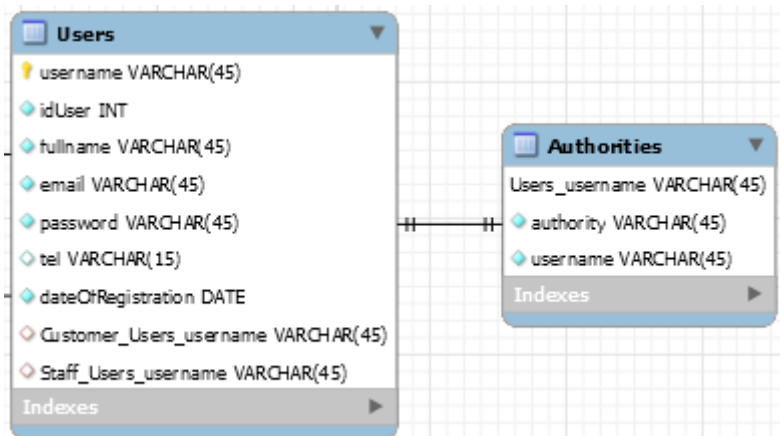 Users
username VARCHAR(45)
idUser INT
fullname VARCHAR(45)
email VARCHAR(45)
password VARCHAR(45)
tel VARCHAR(15)
dateOfRegistration DATE
Customer_Users_username VARCHAR(45)
Staff_Users_username VARCHAR(45)
Indexes
Authorities
Users_username VARCHAR(45)
authority VARCHAR(45)
username VARCHAR(45)
Indexes